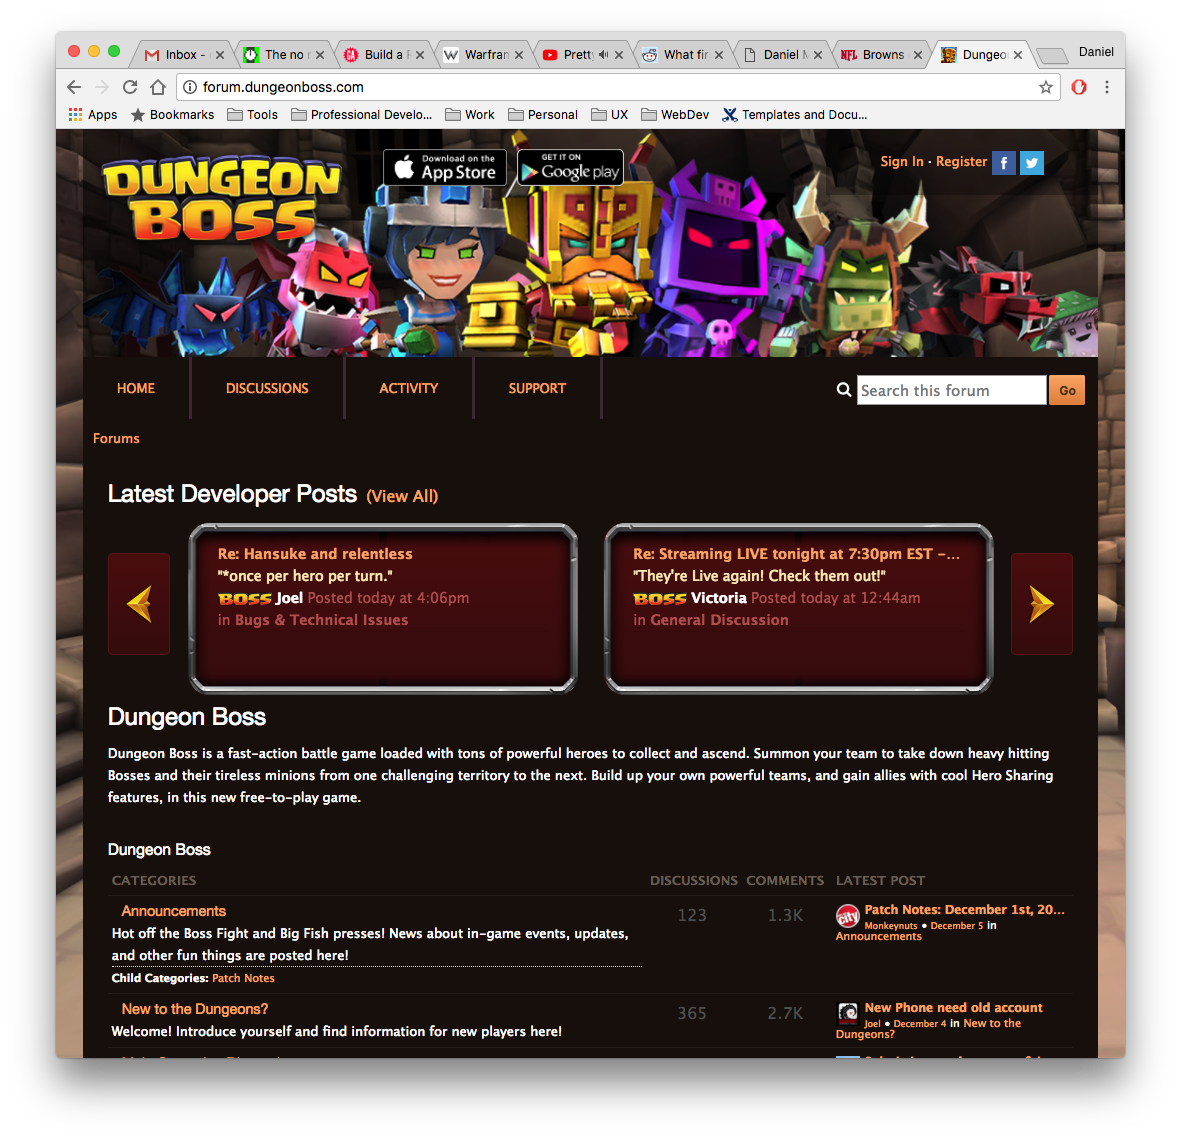 Inbox -
The no
Build a
Warfran
Pretty
What fir
Daniel
Browns
Dungeo
Daniel
forum.dungeonboss.com
Apps
Bookmarks
Tools
Professional Develo...
Work
Personal
UX
WebDev
Templates and Docu...
DUNGEON
BOSS
Download on the
App Store
GET IT ON
Google play
Sign In · Register
HOME
DISCUSSIONS
ACTIVITY
SUPPORT
Search this forum
Go
Forums
Latest Developer Posts (View All)
Re: Hansuke and relentless
"*once per hero per turn."
BOSS Joel Posted today at 4:06pm
in Bugs & Technical Issues
Re: Streaming LIVE tonight at 7:30pm EST -...
"They're Live again! Check them out!"
BOSS Victoria Posted today at 12:44am
in General Discussion
Dungeon Boss
Dungeon Boss is a fast-action battle game loaded with tons of powerful heroes to collect and ascend. Summon your team to take down heavy hitting
Bosses and their tireless minions from one challenging territory to the next. Build up your own powerful teams, and gain allies with cool Hero Sharing
features, in this new free-to-play game.
Dungeon Boss
CATEGORIES DISCUSSIONS COMMENTS LATEST POST
Announcements
Hot off the Boss Fight and Big Fish presses! News about in-game events, updates,
and other fun things are posted here!
Child Categories: Patch Notes
123
1.3K
city
Patch Notes: December 1st, 20...
Monkeynuts • December 5 in
Announcements
New to the Dungeons?
Welcome! Introduce yourself and find information for new players here!
365
2.7K
New Phone need old account
Joel • December 4 in New to the
Dungeons?